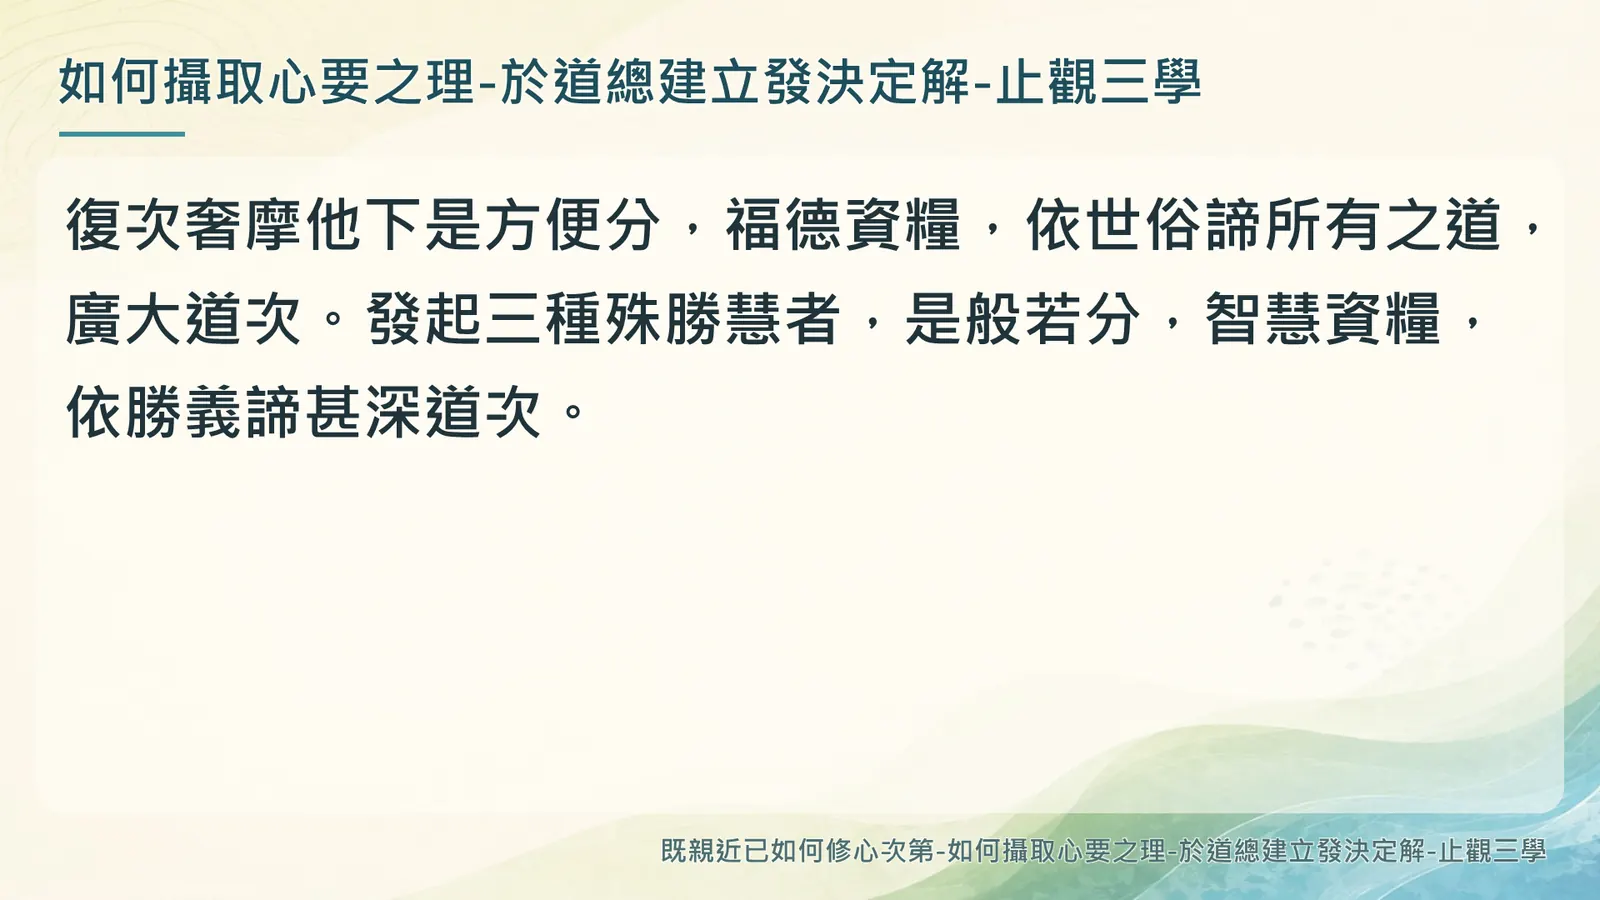 如何攝取心要之理-於道總建立發決定解-止觀三學
復次奢摩他下是方便分，福德資糧，依世俗諦所有之道，
廣大道次。發起三種殊勝慧者，是般若分，智慧資糧，
依勝義諦甚深道次。
既親近已如何修心次第-如何攝取心要之理-於道總建立發決定解-止觀三學